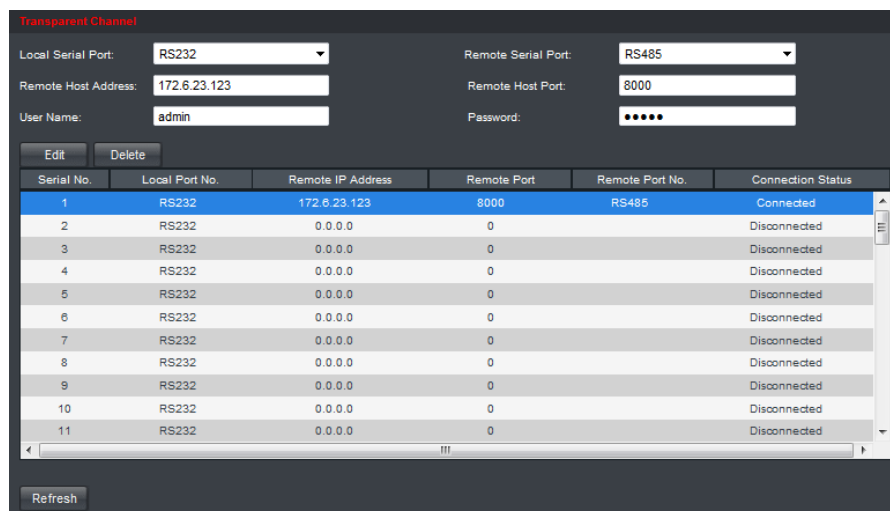 Transparent Channel
Local Serial Port: RS232 Remote Serial Port: RS485
Remote Host Address: 172.6.23.123 Remote Host Port: 8000
User Name: admin Password: •••••
Edit Delete
Serial No. Local Port No. Remote IP Address Remote Port Remote Port No. Connection Status
1 RS232 172.6.23.123 8000 RS485 Connected
2 RS232 0.0.0.0 0 Disconnected
3 RS232 0.0.0.0 0 Disconnected
4 RS232 0.0.0.0 0 Disconnected
5 RS232 0.0.0.0 0 Disconnected
6 RS232 0.0.0.0 0 Disconnected
7 RS232 0.0.0.0 0 Disconnected
8 RS232 0.0.0.0 0 Disconnected
9 RS232 0.0.0.0 0 Disconnected
10 RS232 0.0.0.0 0 Disconnected
11 RS232 0.0.0.0 0 Disconnected
Refresh